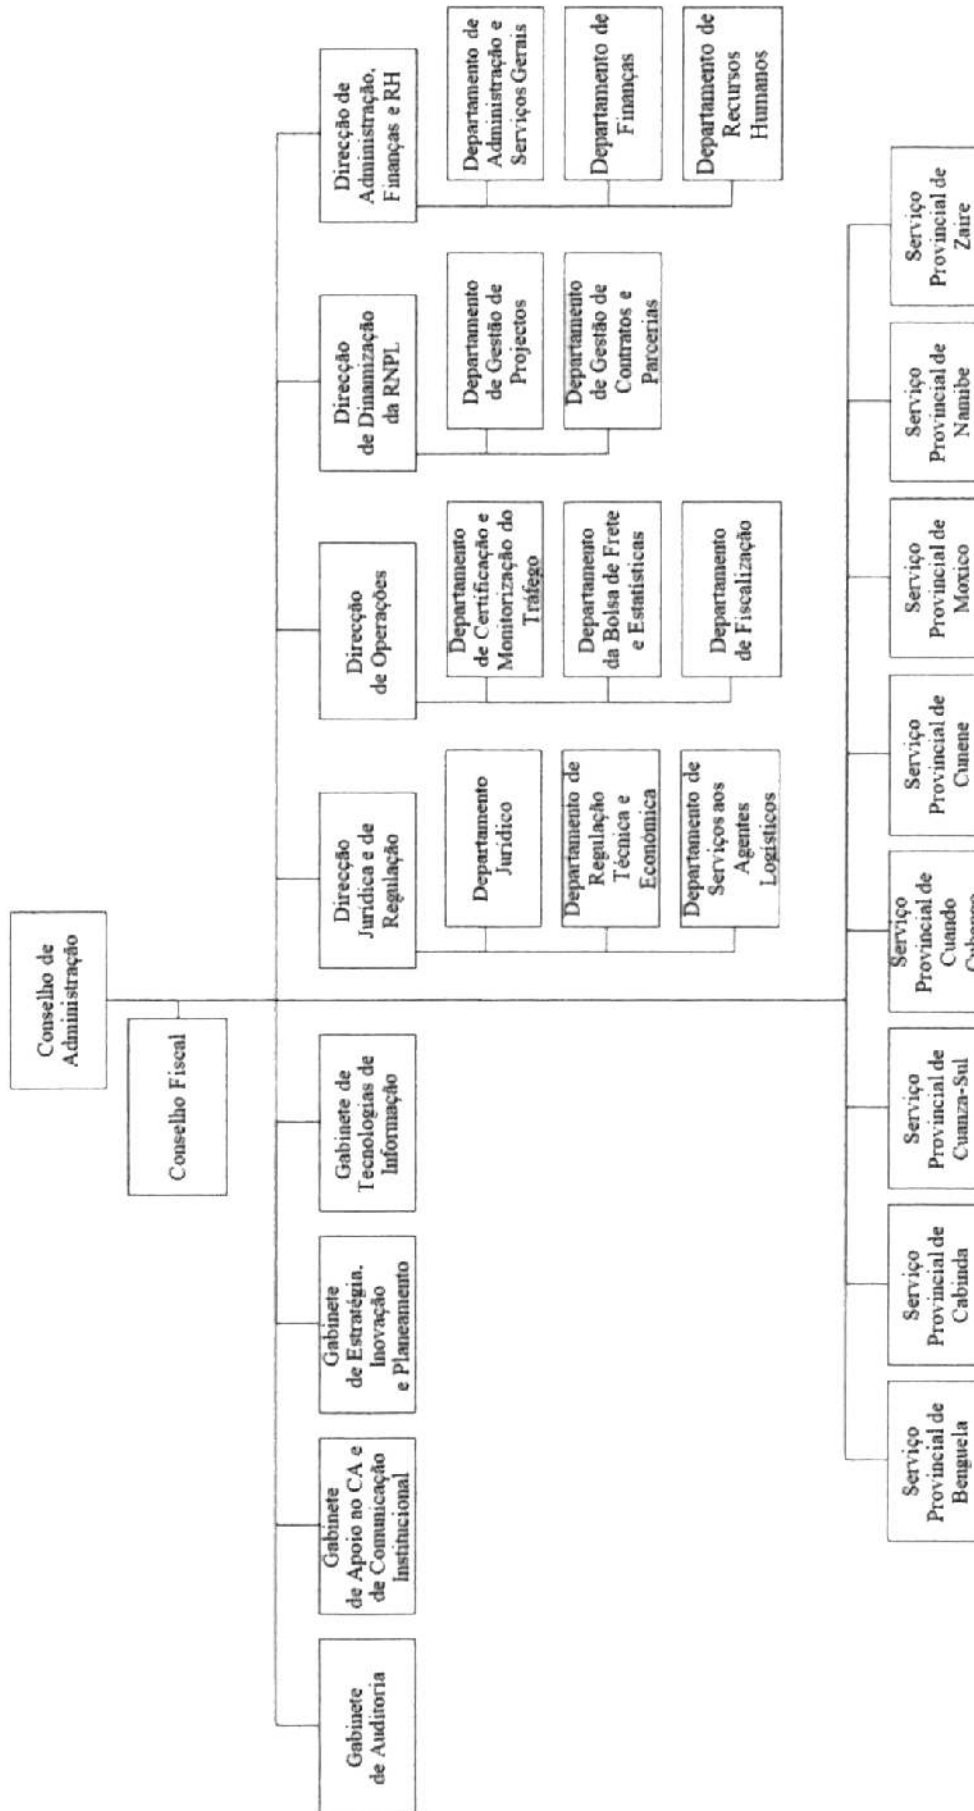 Conselho de
Administração
Conselho Fiscal
Gabinete
de Auditoria
Gabinete
de Apoio ao CA e
de Comunicação
Institucional
Gabinete
de Estratégia,
Inovação
e Planeamento
Gabinete de
Tecnologias de
Informação
Direcção
Jurídica e de
Regulação
Direcção
de Operações
Direcção
de Dinamização
da RNPL
Direcção de
Administração,
Finanças e RH
Departamento
Jurídico
Departamento de
Regulação
Técnica e
Económica
Departamento de
Serviços aos
Agentes
Logísticos
Departamento
de Certificação e
Monitorização do
Tráfego
Departamento
da Bolsa de Frete
e Estatísticas
Departamento
de Fiscalização
Departamento
de Gestão de
Projectos
Departamento
de Gestão de
Contratos e
Parcerias
Departamento de
Administração e
Serviços Gerais
Departamento de
Finanças
Departamento de
Recursos
Humanos
Serviço
Provincial de
Benguela
Serviço
Provincial de
Cabinda
Serviço
Provincial de
Cuanza-Sul
Serviço
Provincial de
Cuando
Cubango
Serviço
Provincial de
Cunene
Serviço
Provincial de
Moxico
Serviço
Provincial de
Namibe
Serviço
Provincial de
Zaire